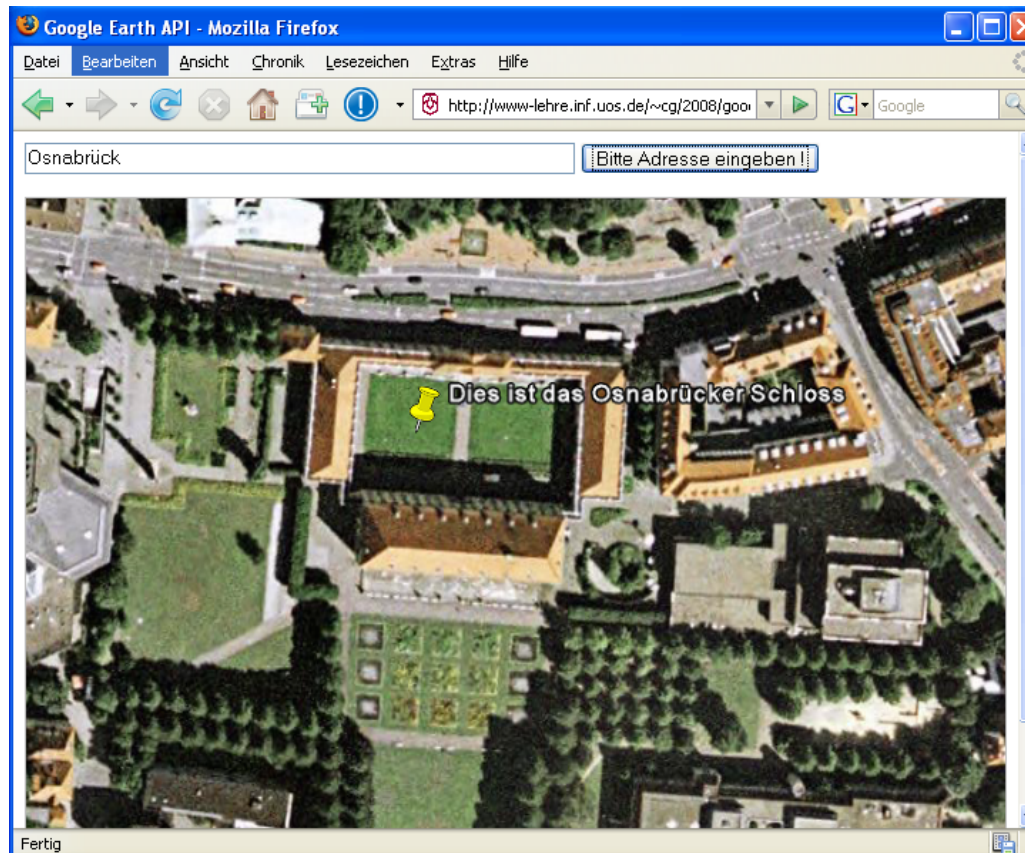 Google Earth API - Mozilla Firefox
Datei Bearbeiten Ansicht Chronik Lesezeichen Extras Hilfe
http://www-lehre.inf.uos.de/~cg/2008/goo G Google
Osnabrück Bitte Adresse eingeben !
Dies ist das Osnabrücker Schloss
Fertig